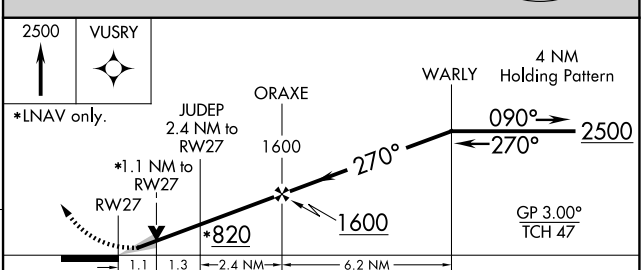 2500
VUSRY
*LNAV only.
4 NM
Holding Pattern
WARLY
090°
270°
2500
ORAXE
1600
270°
JUDEP
2.4 NM to
RW27
*1.1 NM to
RW27
RW27
*820
1600
GP 3.00°
TCH 47
1.1
1.3
2.4 NM
6.2 NM